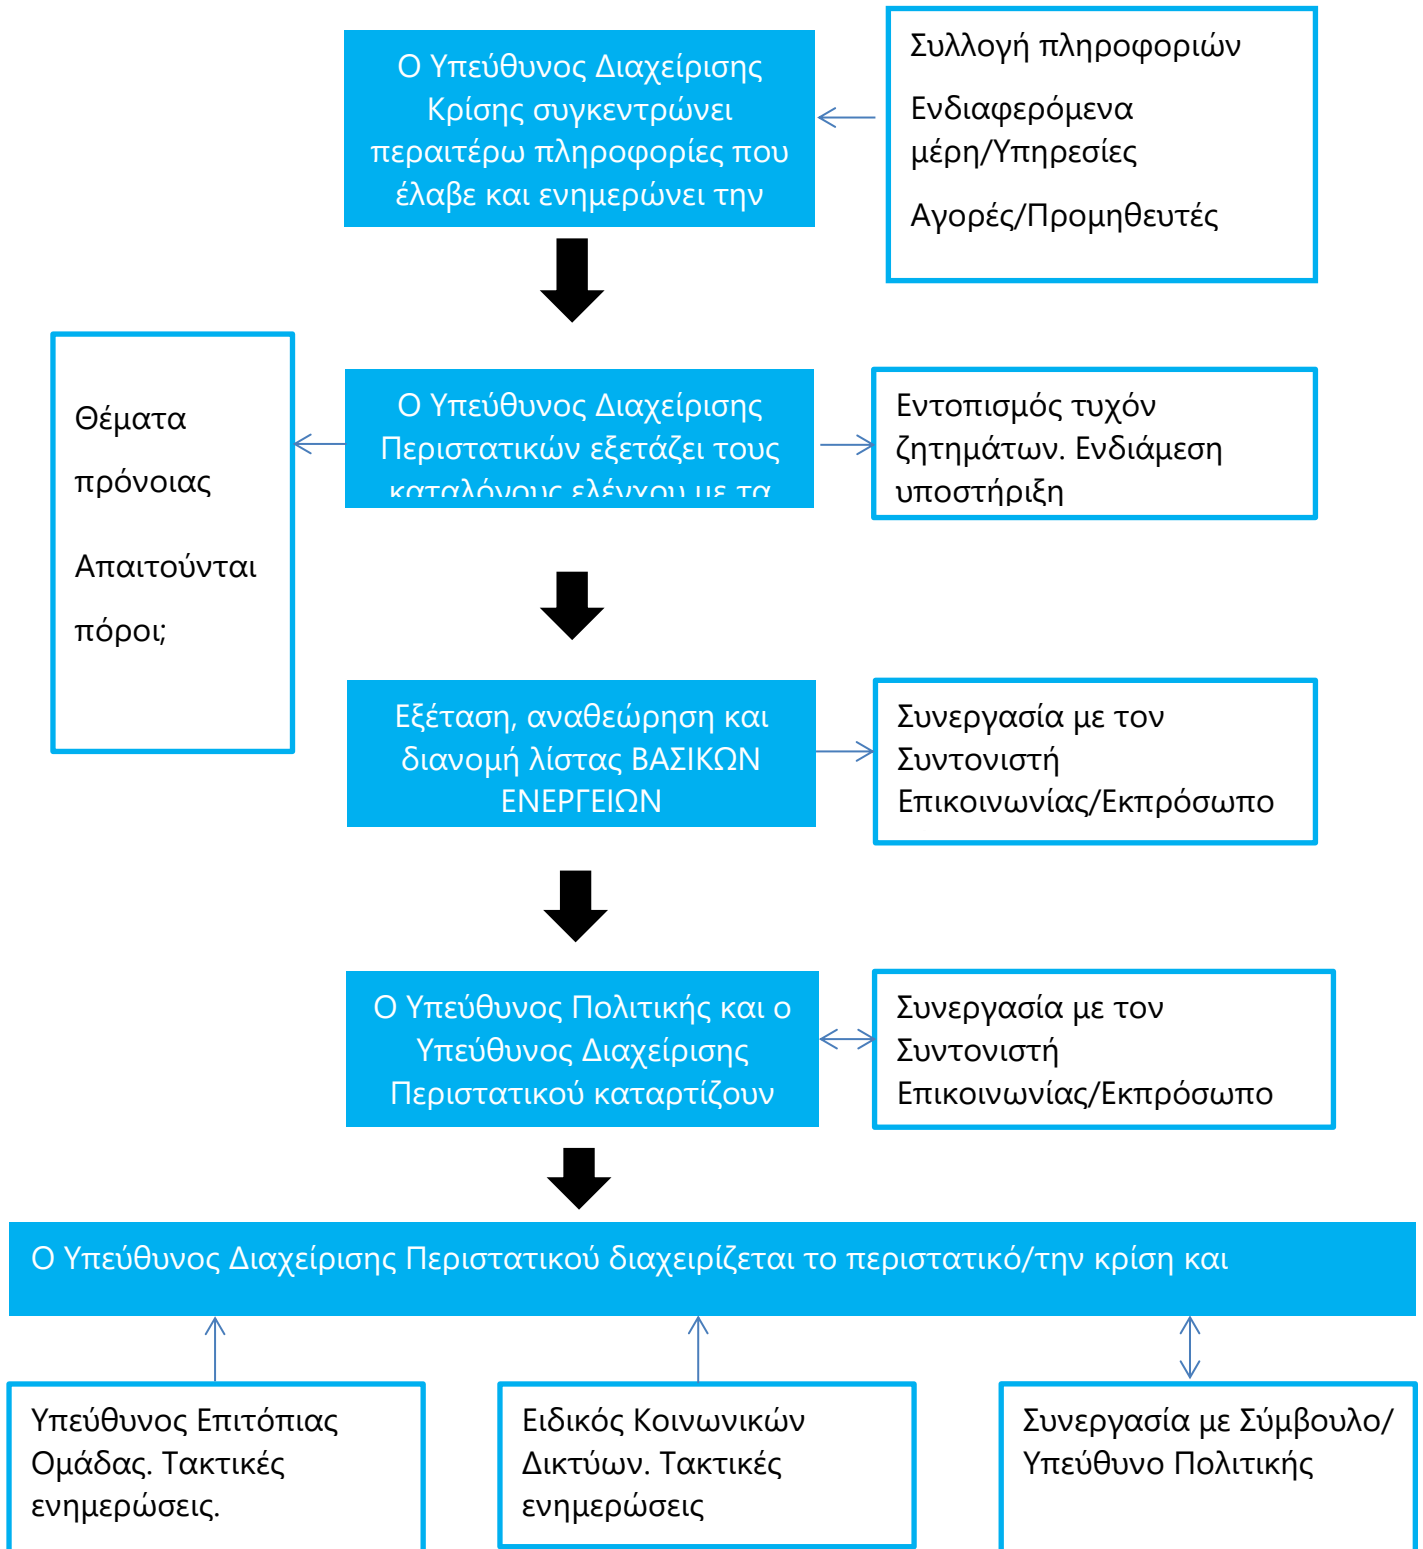 Ο Υπεύθυνος Διαχείρισης
Κρίσης συγκεντρώνει
περαιτέρω πληροφορίες που
έλαβε και ενημερώνει την
Συλλογή πληροφοριών
Ενδιαφερόμενα
μέρη/Υπηρεσίες
Αγορές/Προμηθευτές
Θέματα
πρόνοιας
Απαιτούνται
πόροι;
Ο Υπεύθυνος Διαχείρισης
Περιστατικών εξετάζει τους
καταλόγους ελέγχου με τα
Εντοπισμός τυχόν
ζητημάτων. Ενδιάμεση
υποστήριξη
Εξέταση, αναθεώρηση και
διανομή λίστας ΒΑΣΙΚΩΝ
ΕΝΕΡΓΕΙΩΝ
Συνεργασία με τον
Συντονιστή
Επικοινωνίας/Εκπρόσωπο
Ο Υπεύθυνος Πολιτικής και ο
Υπεύθυνος Διαχείρισης
Περιστατικού καταρτίζουν
Συνεργασία με τον
Συντονιστή
Επικοινωνίας/Εκπρόσωπο
Ο Υπεύθυνος Διαχείρισης Περιστατικού διαχειρίζεται το περιστατικό/την κρίση και
Υπεύθυνος Επιτόπιας
Ομάδας. Τακτικές
ενημερώσεις.
Ειδικός Κοινωνικών
Δικτύων. Τακτικές
ενημερώσεις
Συνεργασία με Σύμβουλο/
Υπεύθυνο Πολιτικής